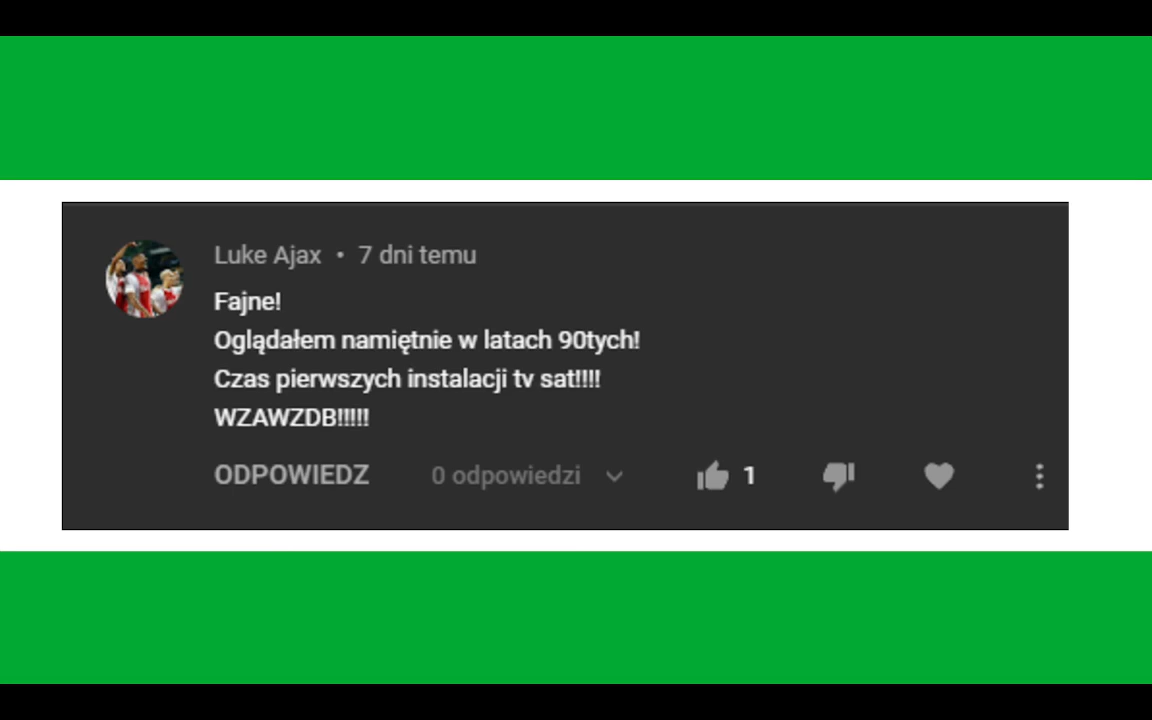 Luke Ajax • 7 dni temu
Fajne!
Oglądałem namiętnie w latach 90tych!
Czas pierwszych instalacji tv sat!!!!
WZAWZDB!!!!!
ODPOWIEDZ 0 odpowiedzi 1